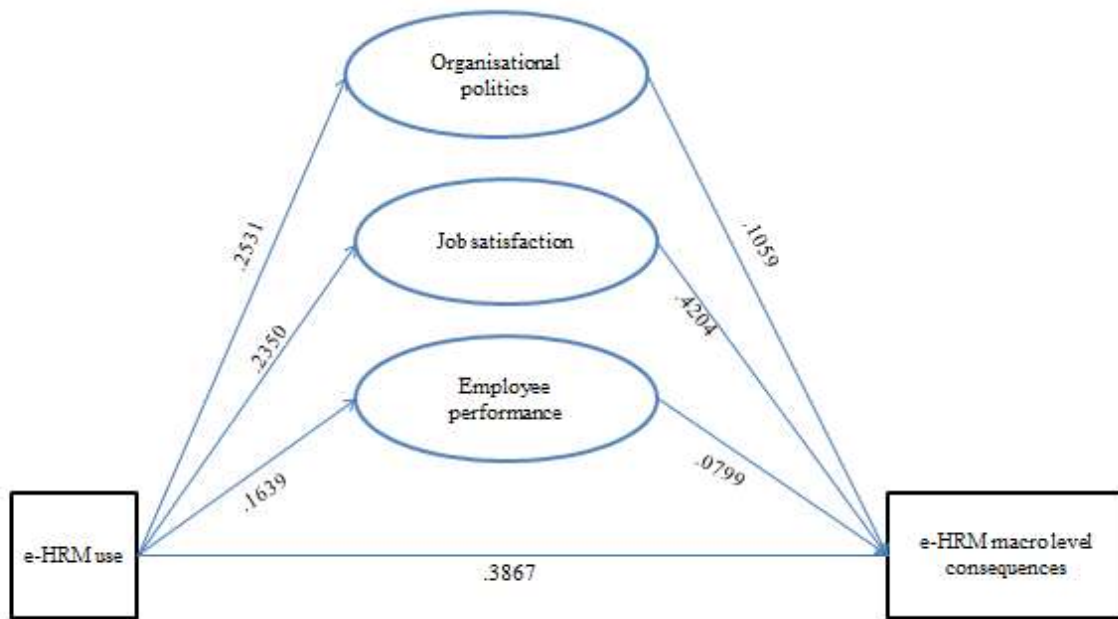 Organisational
politics
.2531
.1059
Job satisfaction
.2350
.4204
Employee
performance
.1639
.0799
e-HRM use
.3867
e-HRM macro level
consequences